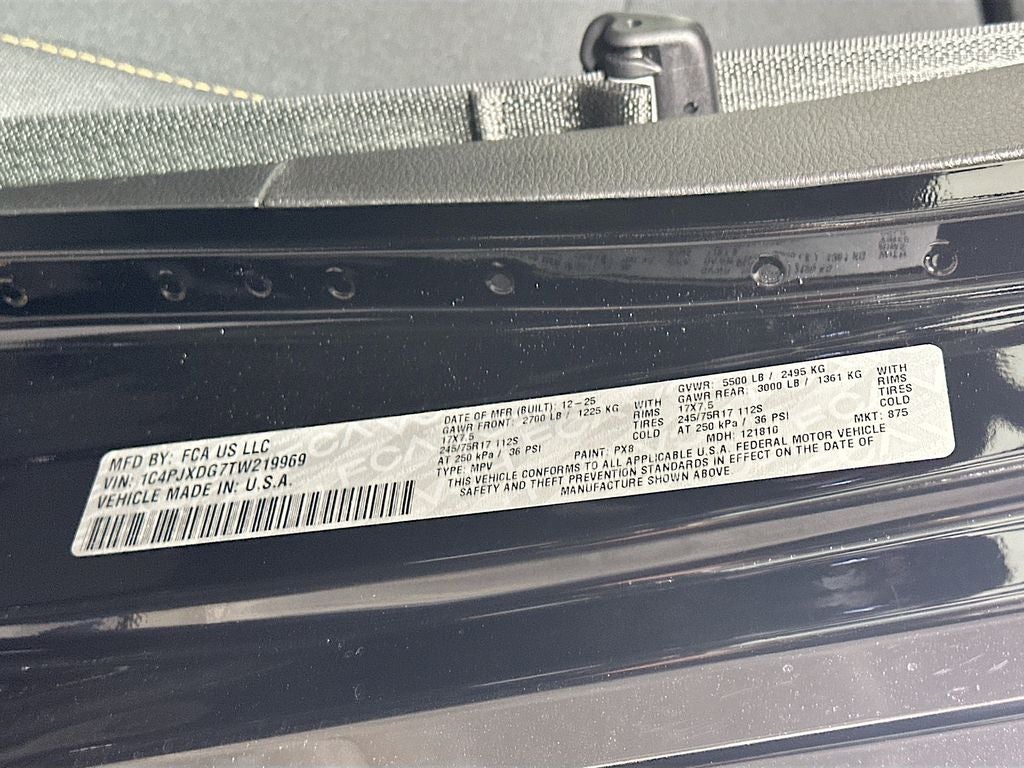 MFD BY: FCA US LLC
VIN: 1C4PJXDG7TW219969
VEHICLE MADE IN: U.S.A.
DATE OF MFR (BUILT): 12-25
GAWR FRONT: 2700 LB / 1225 KG
17X7.5
245/75R17 112S
AT 250 kPa / 36 PSI
WITH
RIMS
TIRES
COLD
GVWR: 5500 LB / 2495 KG
GAWR REAR: 3000 LB / 1361 KG
17X7.5
245/75R17 112S
AT 250 kPa / 36 PSI
WITH
RIMS
TIRES
COLD
TYPE: MPV
PAINT: PX8
MDH: 121810
MKT: 875
THIS VEHICLE CONFORMS TO ALL APPLICABLE U.S.A. FEDERAL MOTOR VEHICLE
SAFETY AND THEFT PREVENTION STANDARDS IN EFFECT ON THE DATE OF
MANUFACTURE SHOWN ABOVE.